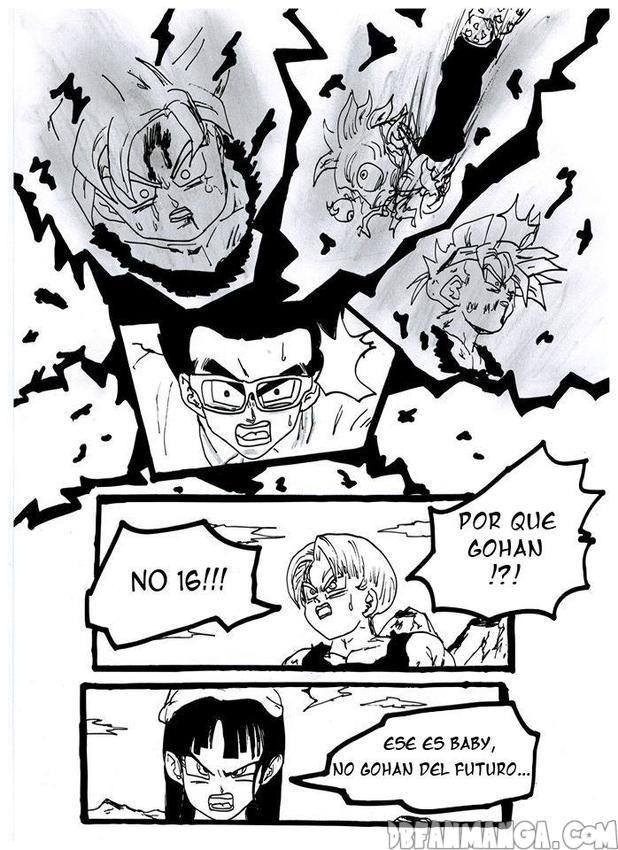 POR QUE
GOHAN
!?!
NO 16!!!
ESE ES BABY,
NO GOHAN DEL FUTURO...
DBFANMANGA.COM